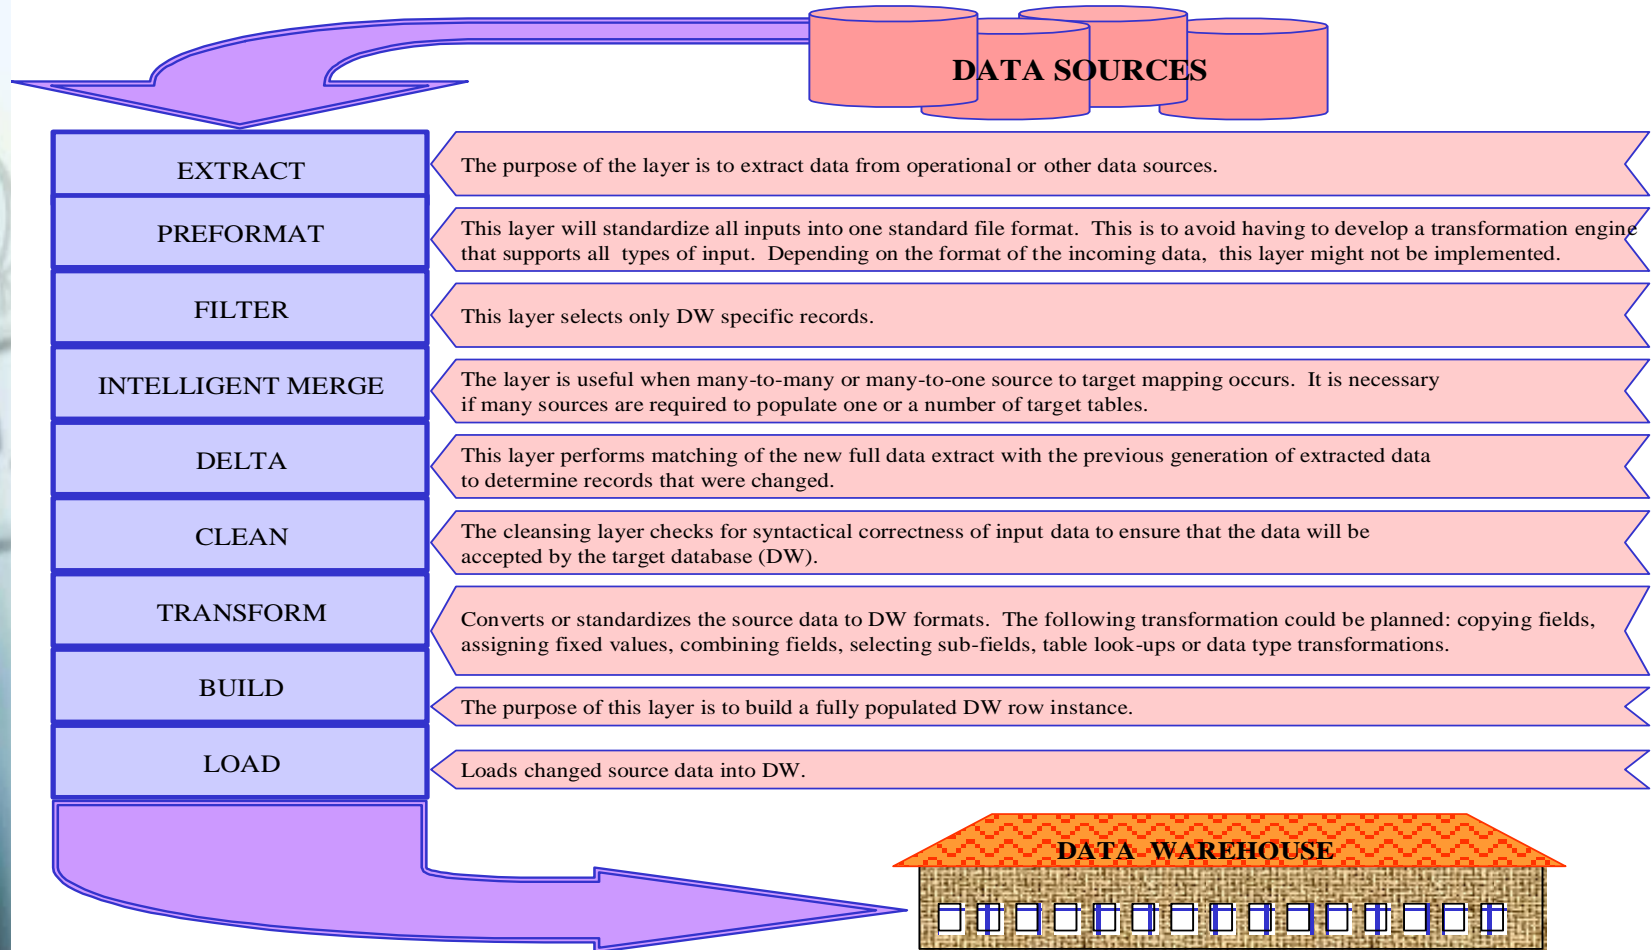 DATA SOURCES
EXTRACT
The purpose of the layer is to extract data from operational or other data sources.
PREFORMAT
This layer will standardize all inputs into one standard file format.  This is to avoid having to develop a transformation engine
that supports all  types of input.  Depending on the format of the incoming data,  this layer might not be implemented.
FILTER
This layer selects only DW specific records.
INTELLIGENT MERGE
The layer is useful when many-to-many or many-to-one source to target mapping occurs.  It is necessary
if many sources are required to populate one or a number of target tables.
DELTA
This layer performs matching of the new full data extract with the previous generation of extracted data
to determine records that were changed.
CLEAN
The cleansing layer checks for syntactical correctness of input data to ensure that the data will be
accepted by the target database (DW).
TRANSFORM
Converts or standardizes the source data to DW formats.  The following transformation could be planned: copying fields,
assigning fixed values, combining fields, selecting sub-fields, table look-ups or data type transformations.
BUILD
The purpose of this layer is to build a fully populated DW row instance.
LOAD
Loads changed source data into DW.
DATA  WAREHOUSE